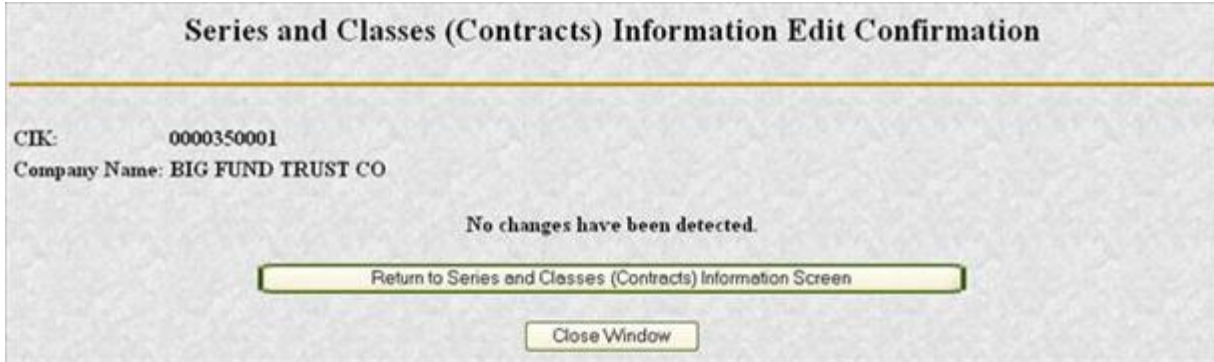 Series and Classes (Contracts) Information Edit Confirmation
CIK: 0000350001
Company Name: BIG FUND TRUST CO
No changes have been detected.
Return to Series and Classes (Contracts) Information Screen
Close Window